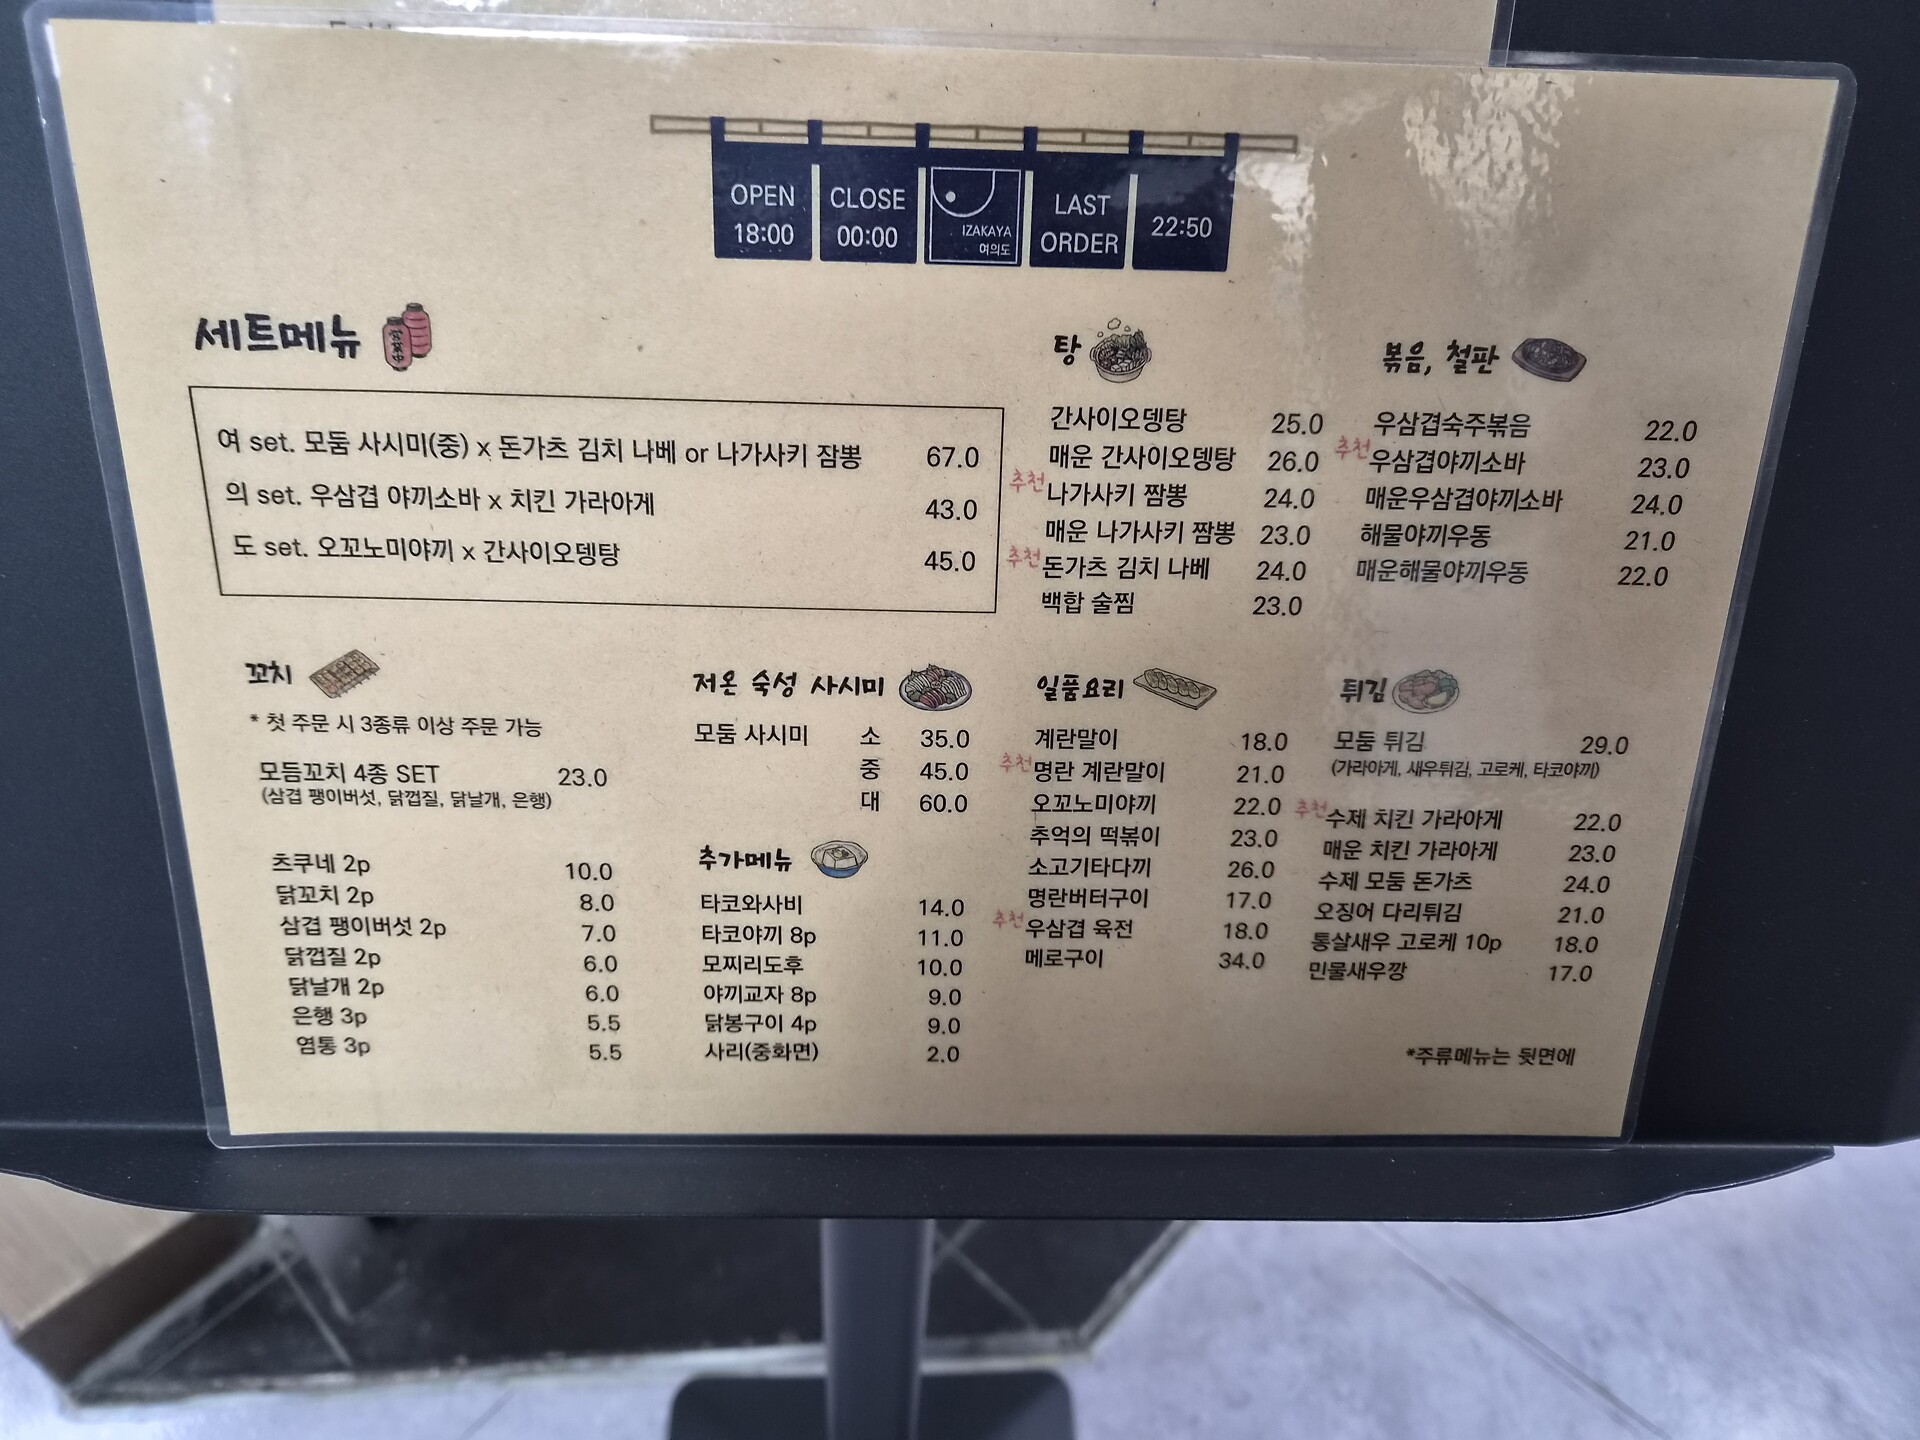 OPEN
18:00
CLOSE
00:00
IZAKAYA
여의도
LAST
ORDER
22:50
세트메뉴
여 set. 모둠 사시미(중) x 돈가츠 김치 나베 or 나가사키 잠뽕 67.0
의 set. 우삼겹 야끼소바 x 치킨 가라아게 43.0
도 set. 오꼬노미야끼 x 간사이오뎅탕 45.0
탕
간사이오뎅탕 25.0
매운 간사이오뎅탕 26.0
추천 나가사키 짬뽕 24.0
매운 나가사키 짬뽕 23.0
추천 돈가츠 김치 나베 24.0
백합 술찜 23.0
볶음, 철판
우삼겹숙주볶음 22.0
추천 우삼겹야끼소바 23.0
매운우삼겹야끼소바 24.0
해물야끼우동 21.0
매운해물야끼우동 22.0
꼬치
* 첫 주문 시 3종류 이상 주문 가능
모듬꼬치 4종 SET 23.0
(삼겹 팽이버섯, 닭껍질, 닭날개, 은행)
츠쿠네 2p 10.0
닭꼬치 2p 8.0
삼겹 팽이버섯 2p 7.0
닭껍질 2p 6.0
닭날개 2p 6.0
은행 3p 5.5
염통 3p 5.5
저온 숙성 사시미
모둠 사시미 소 35.0
중 45.0
대 60.0
추가메뉴
타코와사비 14.0
타코야끼 8p 11.0
모찌리도후 10.0
야끼교자 8p 9.0
닭봉구이 4p 9.0
사리(중화면) 2.0
일품요리
계란말이 18.0
추천 명란 계란말이 21.0
오꼬노미야끼 22.0
추억의 떡볶이 23.0
소고기타다끼 26.0
명란버터구이 17.0
추천 우삼겹 육전 18.0
메로구이 34.0
튀김
모둠 튀김 29.0
(가라아게, 새우튀김, 고로케, 타코야끼)
추천 수제 치킨 가라아게 22.0
매운 치킨 가라아게 23.0
수제 모둠 돈가츠 24.0
오징어 다리튀김 21.0
통살새우 고로케 10p 18.0
민물새우깡 17.0
*주류메뉴는 뒷면에